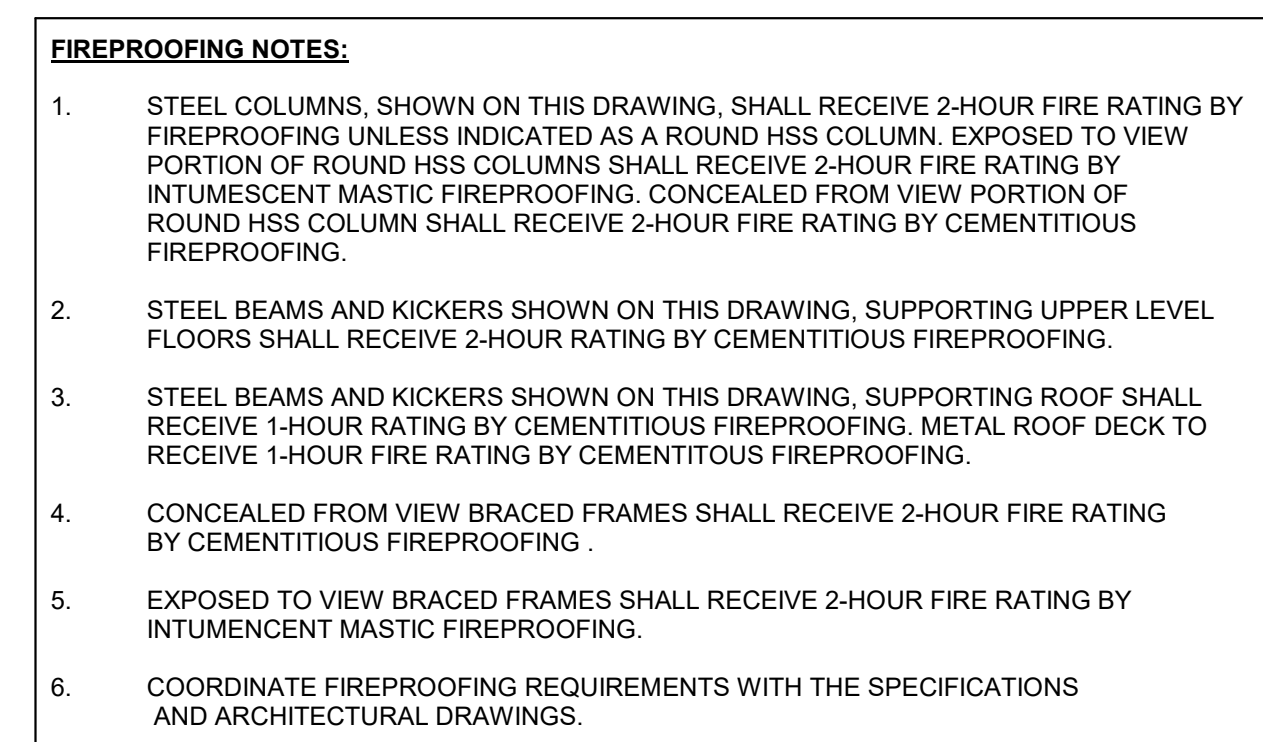 FIREPROOFING NOTES:
1. STEEL COLUMNS, SHOWN ON THIS DRAWING, SHALL RECEIVE 2-HOUR FIRE RATING BY
FIREPROOFING UNLESS INDICATED AS A ROUND HSS COLUMN. EXPOSED TO VIEW
PORTION OF ROUND HSS COLUMNS SHALL RECEIVE 2-HOUR FIRE RATING BY
INTUMESCENT MASTIC FIREPROOFING. CONCEALED FROM VIEW PORTION OF
ROUND HSS COLUMN SHALL RECEIVE 2-HOUR FIRE RATING BY CEMENTITIOUS
FIREPROOFING.
2. STEEL BEAMS AND KICKERS SHOWN ON THIS DRAWING, SUPPORTING UPPER LEVEL
FLOORS SHALL RECEIVE 2-HOUR RATING BY CEMENTITIOUS FIREPROOFING.
3. STEEL BEAMS AND KICKERS SHOWN ON THIS DRAWING, SUPPORTING ROOF SHALL
RECEIVE 1-HOUR RATING BY CEMENTITIOUS FIREPROOFING. METAL ROOF DECK TO
RECEIVE 1-HOUR FIRE RATING BY CEMENTITOUS FIREPROOFING.
4. CONCEALED FROM VIEW BRACED FRAMES SHALL RECEIVE 2-HOUR FIRE RATING
BY CEMENTITIOUS FIREPROOFING .
5. EXPOSED TO VIEW BRACED FRAMES SHALL RECEIVE 2-HOUR FIRE RATING BY
INTUMENCENT MASTIC FIREPROOFING.
6. COORDINATE FIREPROOFING REQUIREMENTS WITH THE SPECIFICATIONS
AND ARCHITECTURAL DRAWINGS.